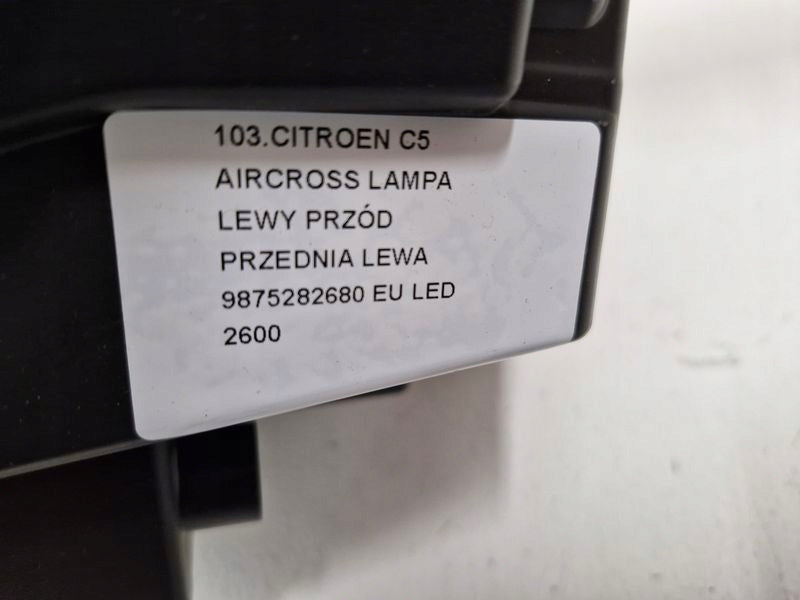 103.CITROEN C5
AIRCROSS LAMPA
LEWY PRZÓD
PRZEDNIA LEWA
9875282680 EU LED
2600